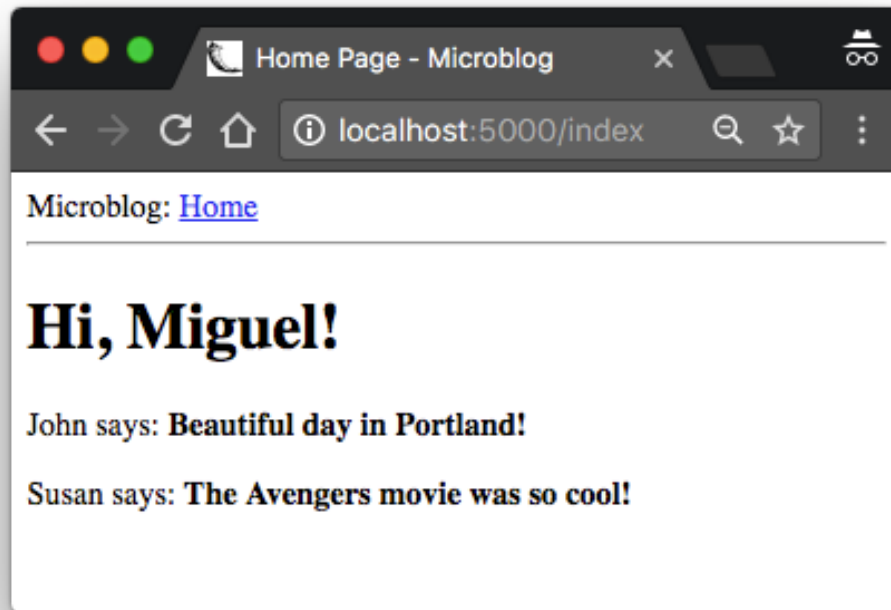 Home Page - Microblog
localhost:5000/index
Microblog: Home
Hi, Miguel!
John says: Beautiful day in Portland!
Susan says: The Avengers movie was so cool!